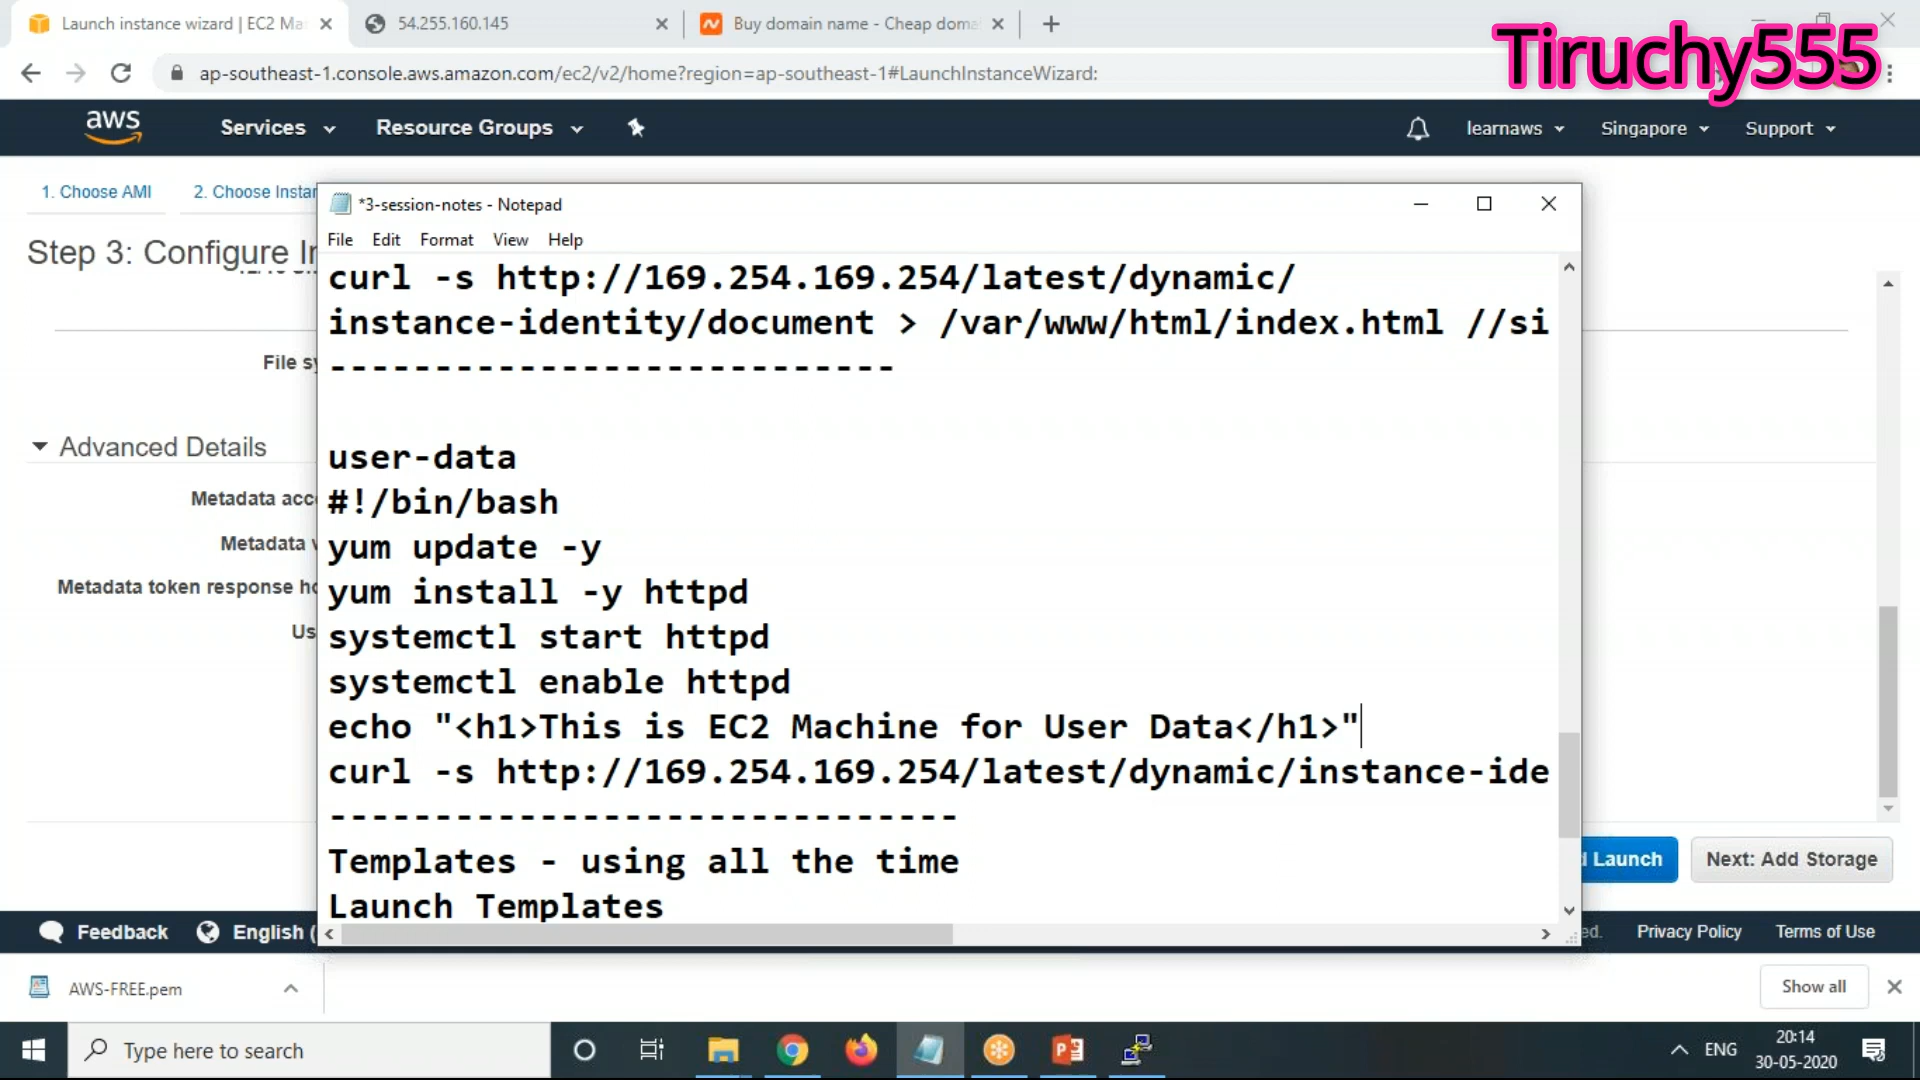 Launch instance wizard | EC2 Ma
54.255.160.145
Buy domain name - Cheap doma
Tiruchy555
ap-southeast-1.console.aws.amazon.com/ec2/v2/home?region=ap-southeast-1#LaunchInstanceWizard:
aws
Services
Resource Groups
learnaws
Singapore
Support
1. Choose AMI
2. Choose Instan
*3-session-notes - Notepad
Step 3: Configure In
File Edit Format View Help
curl -s http://169.254.169.254/latest/dynamic/
instance-identity/document > /var/www/html/index.html //si
---------------------------
File sy
Advanced Details
Metadata acce
Metadata v
Metadata token response ho
Us
user-data
#!/bin/bash
yum update -y
yum install -y httpd
systemctl start httpd
systemctl enable httpd
echo "<h1>This is EC2 Machine for User Data</h1>"
curl -s http://169.254.169.254/latest/dynamic/instance-ide
------------------------------
Templates - using all the time
Launch Templates
d Launch
Next: Add Storage
Feedback
English (
ed.
Privacy Policy
Terms of Use
AWS-FREE.pem
Show all
Type here to search
ENG
20:14
30-05-2020